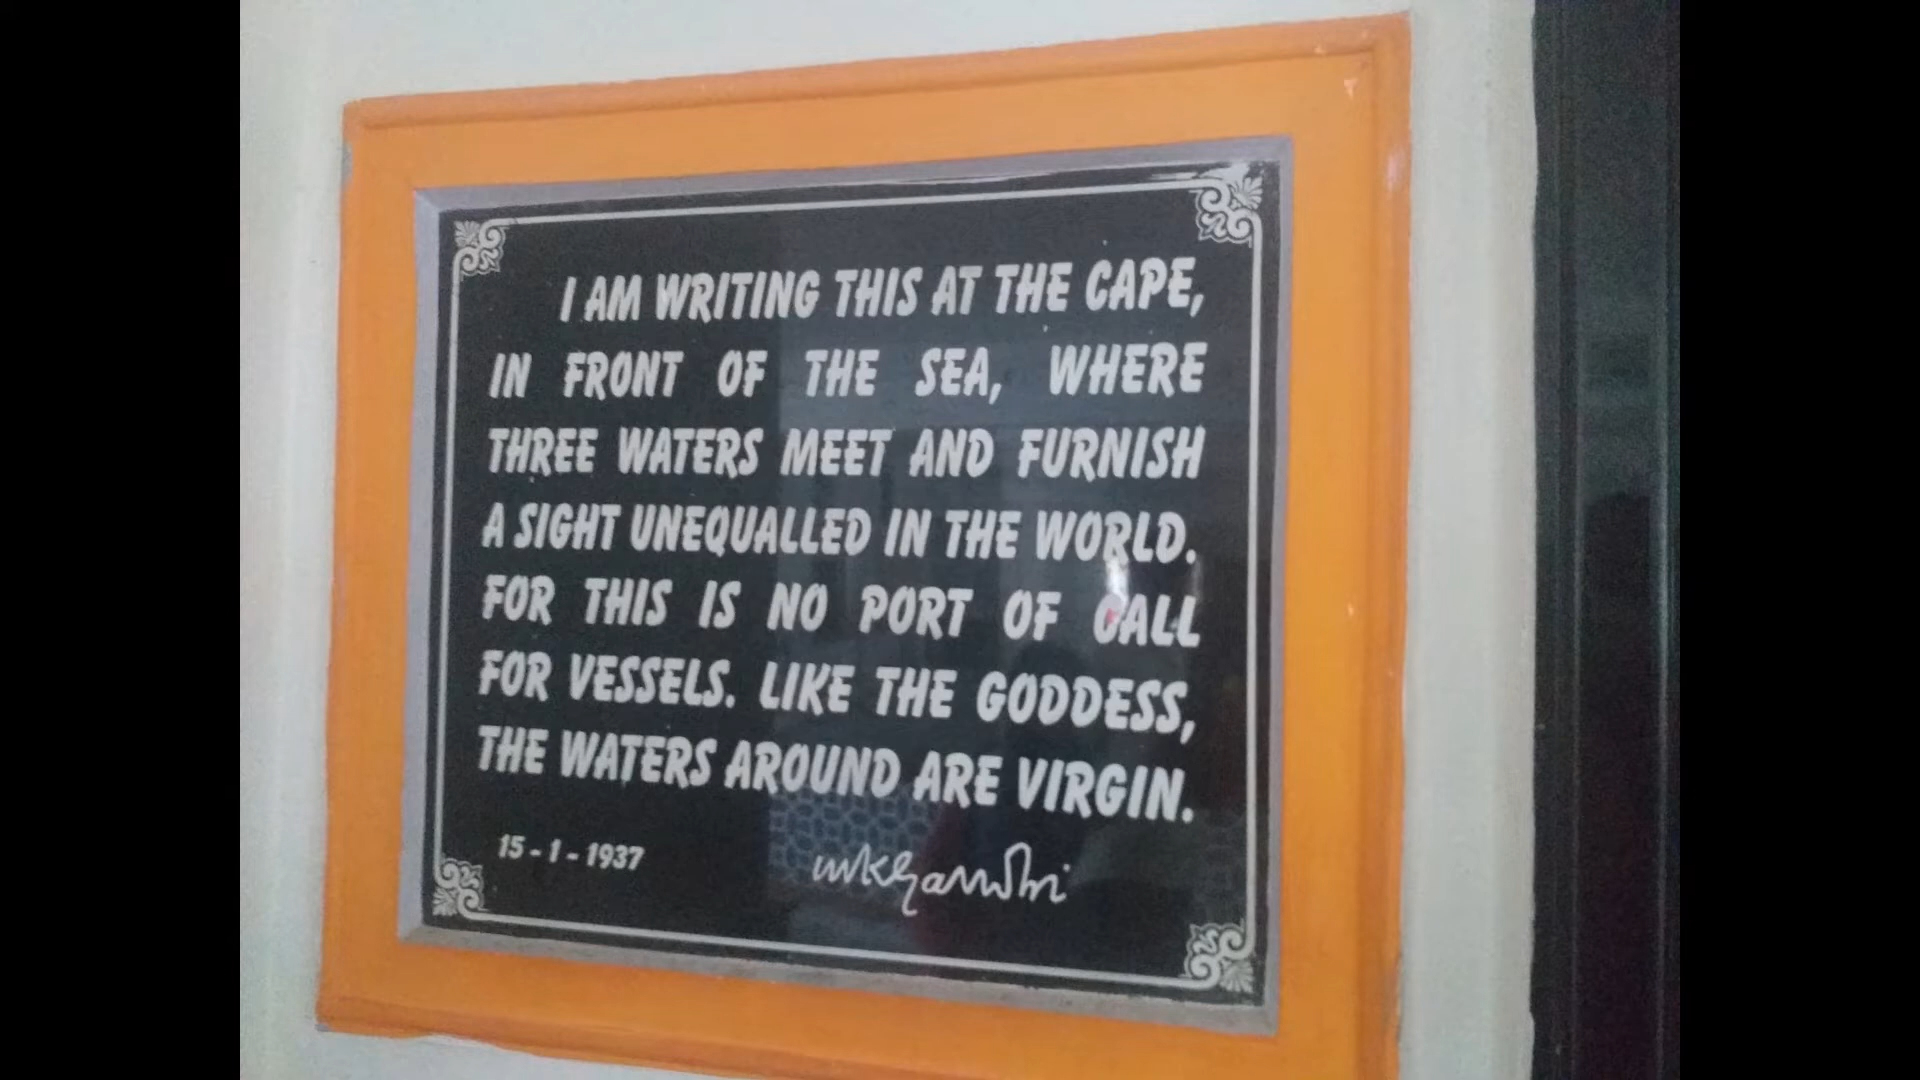 I AM WRITING THIS AT THE CAPE,
IN FRONT OF THE SEA, WHERE
THREE WATERS MEET AND FURNISH
A SIGHT UNEQUALLED IN THE WORLD.
FOR THIS IS NO PORT OF CALL
FOR VESSELS. LIKE THE GODDESS,
THE WATERS AROUND ARE VIRGIN.
15-1-1937
mkgandhi